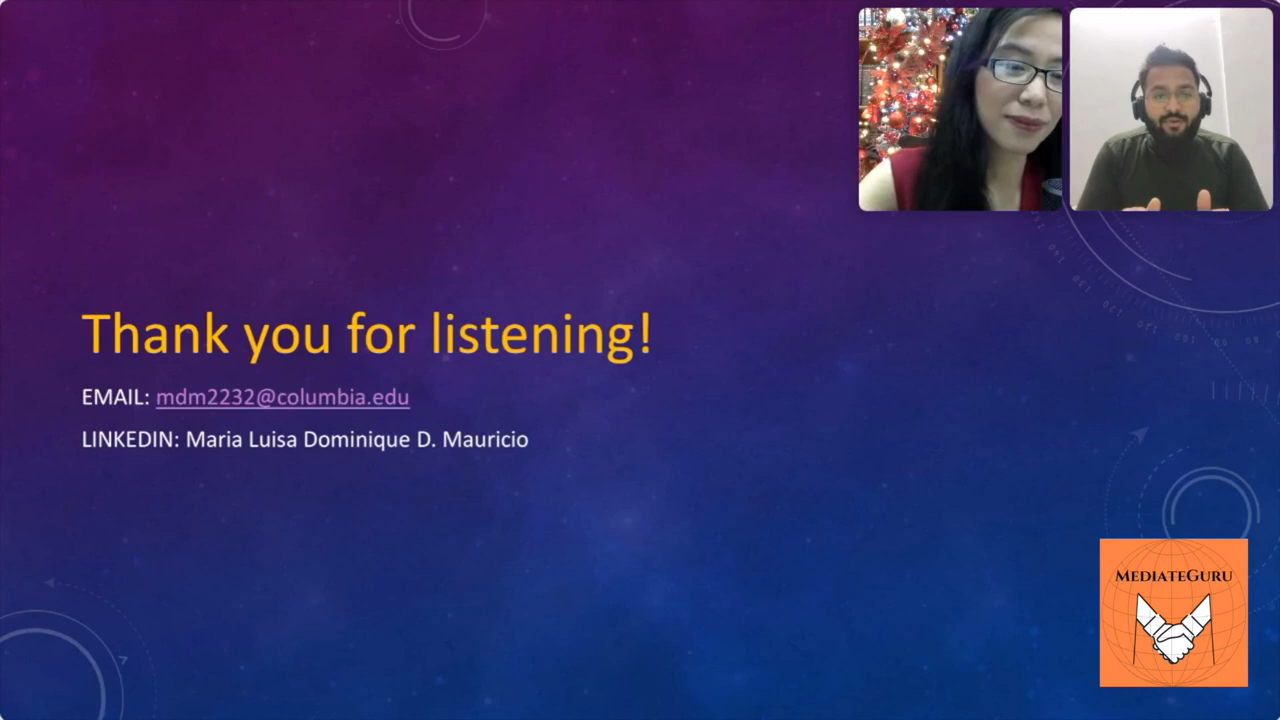 Thank you for listening!
EMAIL: mdm2232@columbia.edu
LINKEDIN: Maria Luisa Dominique D. Mauricio
MEDIATEGURU